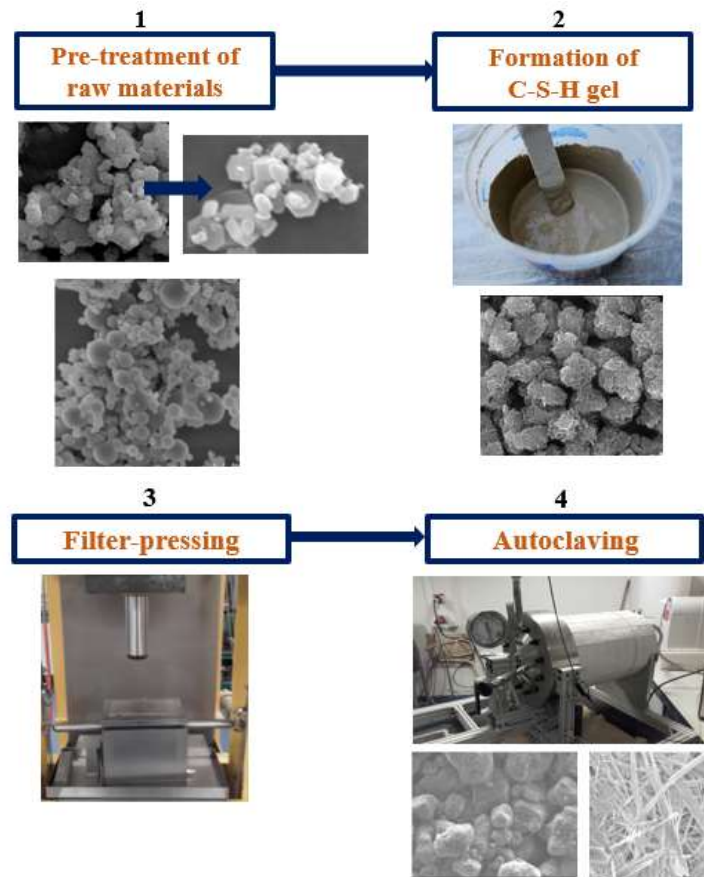 1
Pre-treatment of
raw materials
2
Formation of
C-S-H gel
3
Filter-pressing
4
Autoclaving